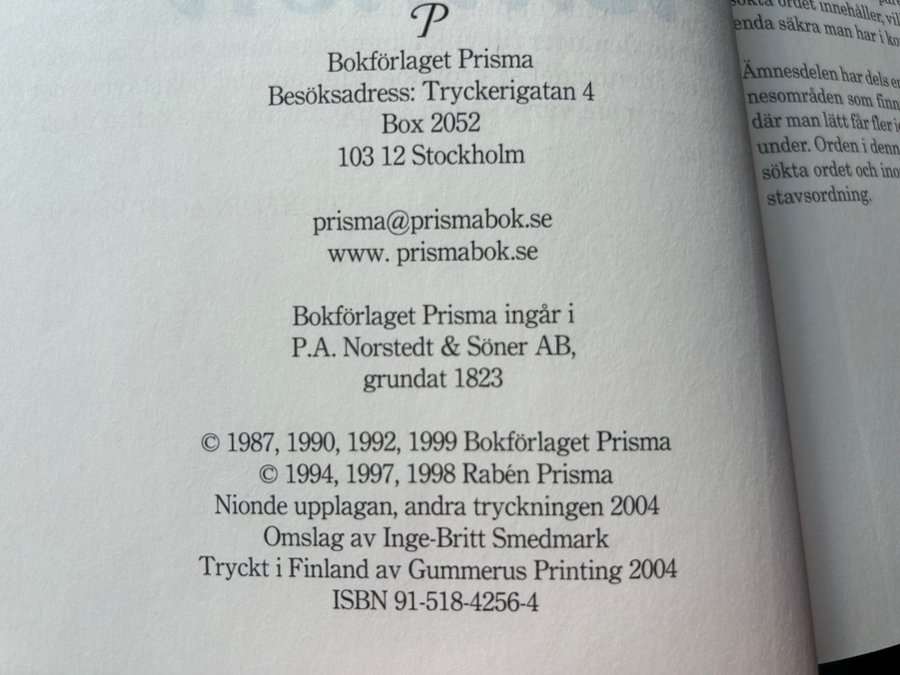 P
Bokförlaget Prisma
Besöksadress: Tryckerigatan 4
Box 2052
103 12 Stockholm
prisma@prismabok.se
www. prismabok.se
Bokförlaget Prisma ingår i
P.A. Norstedt & Söner AB,
grundat 1823
© 1987, 1990, 1992, 1999 Bokförlaget Prisma
© 1994, 1997, 1998 Rabén Prisma
Nionde upplagan, andra tryckningen 2004
Omslag av Inge-Britt Smedmark
Tryckt i Finland av Gummerus Printing 2004
ISBN 91-518-4256-4
ordet innehåller,
enda säkra man har i
Ämnesdelen har dels
nesområden som
där man lätt får fler
under. Orden i
sökta ordet och
stavsordning.